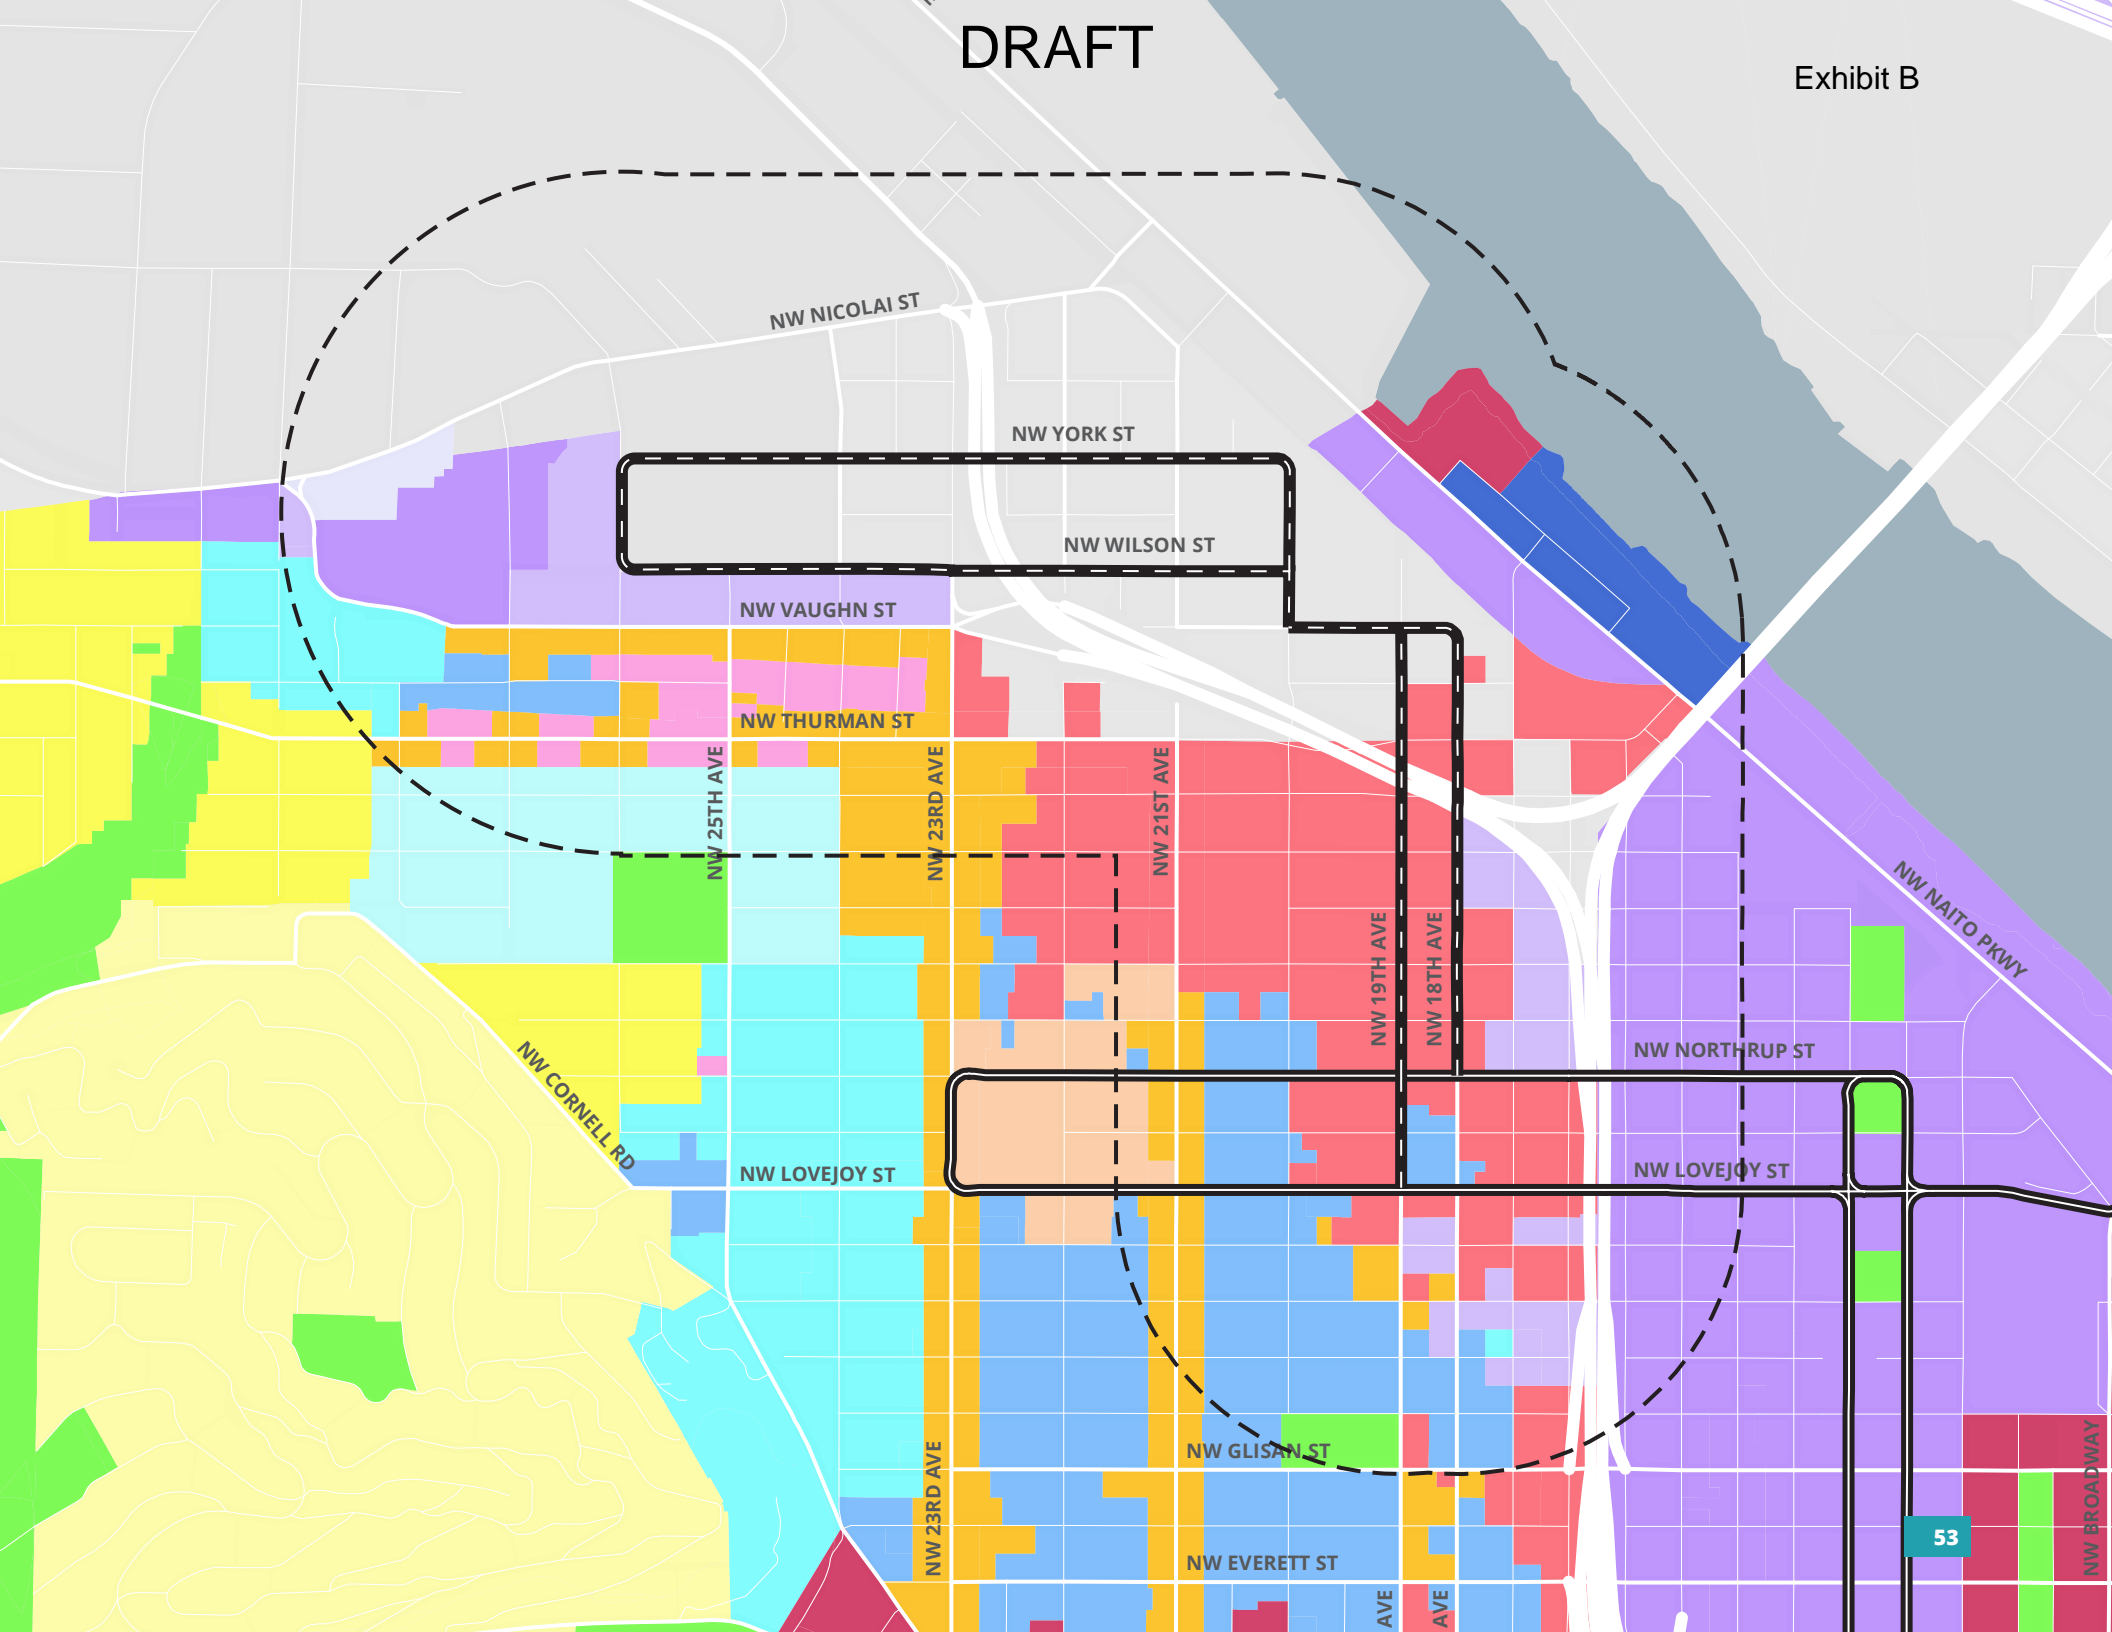 DRAFT
Exhibit B
NW NICOLAI ST
NW YORK ST
NW WILSON ST
NW VAUGHN ST
NW THURMAN ST
NW 25TH AVE
NW 23RD AVE
NW 21ST AVE
NW 19TH AVE
NW 18TH AVE
NW NAITO PKWY
NW CORNELL RD
NW NORTHRUP ST
NW LOVEJOY ST
NW LOVEJOY ST
NW GLISAN ST
NW 23RD AVE
NW BROADWAY
53
NW EVERETT ST
AVE
AVE